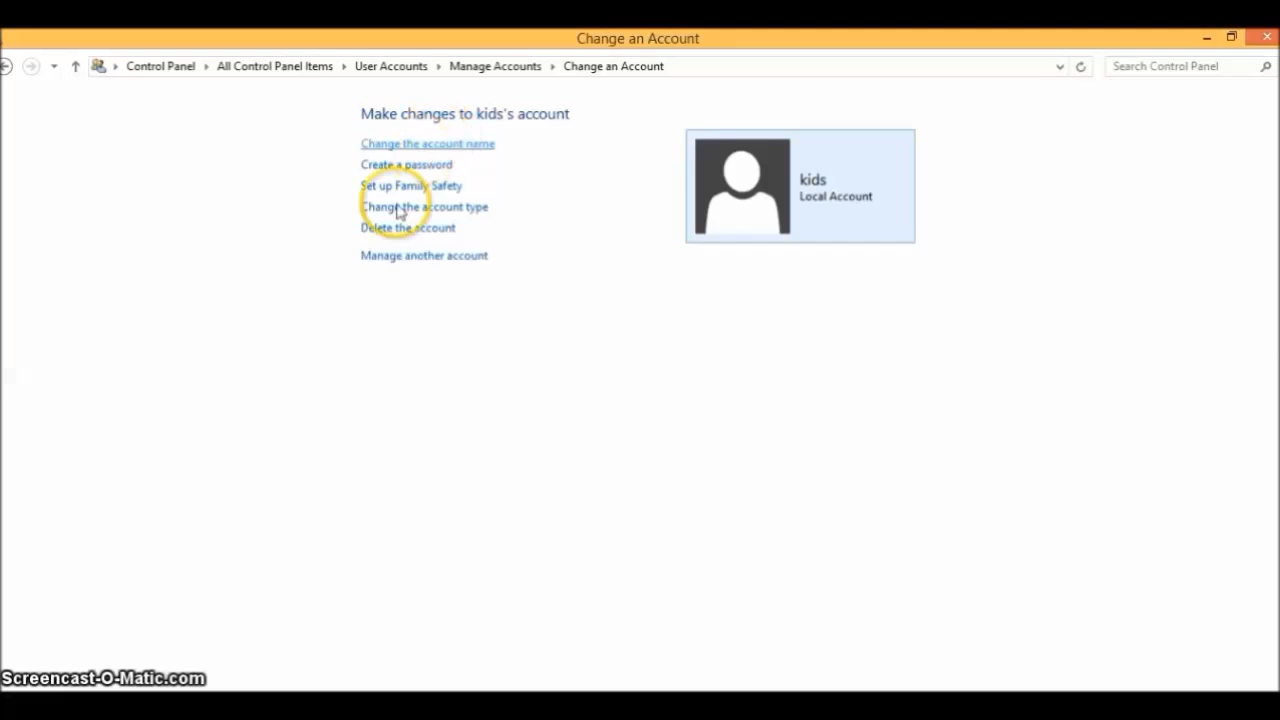 Change an Account
Control Panel All Control Panel Items User Accounts Manage Accounts Change an Account Search Control Panel
Make changes to kids's account
Change the account name
Create a password
Set up Family Safety
Change the account type
Delete the account
Manage another account
kids
Local Account
Screencast-O-Matic.com